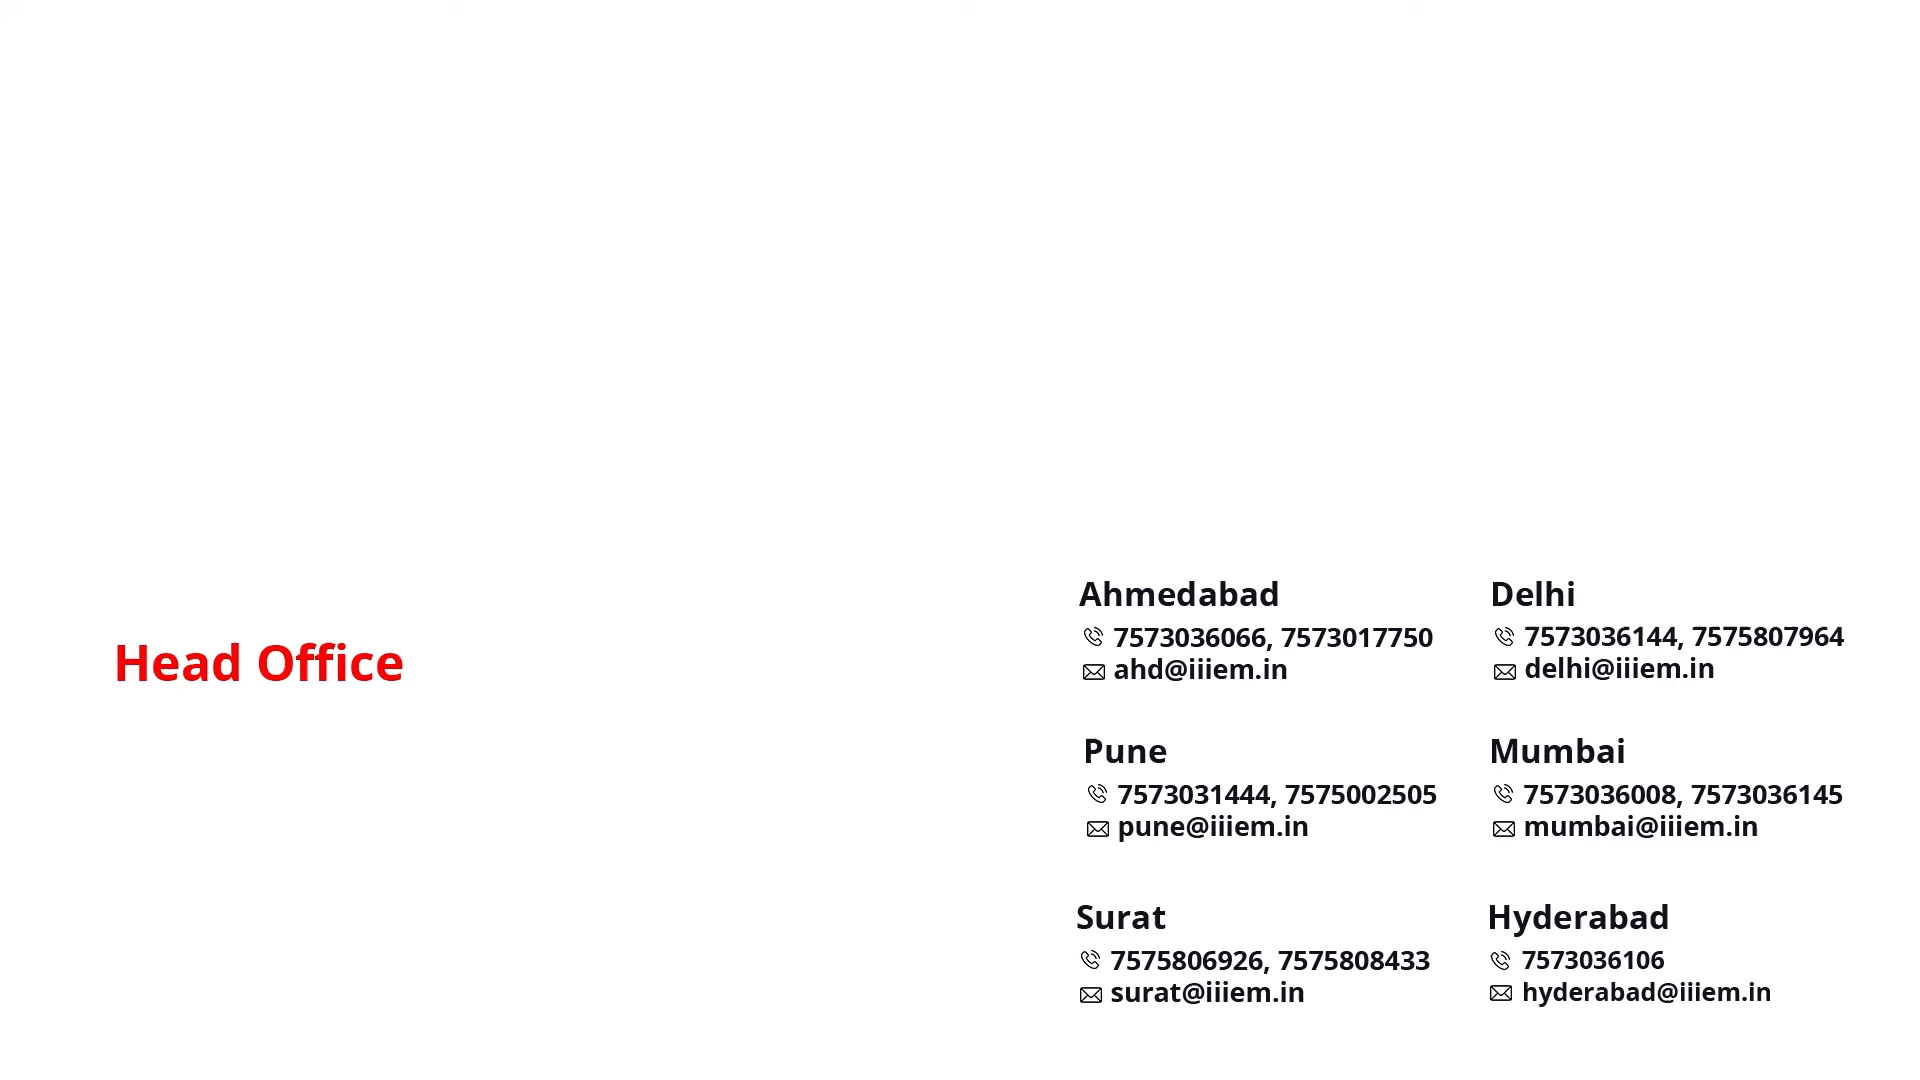 Head Office
Ahmedabad
7573036066, 7573017750
ahd@iiiem.in
Delhi
7573036144, 7575807964
delhi@iiiem.in
Pune
7573031444, 7575002505
pune@iiiem.in
Mumbai
7573036008, 7573036145
mumbai@iiiem.in
Surat
7575806926, 7575808433
surat@iiiem.in
Hyderabad
7573036106
hyderabad@iiiem.in